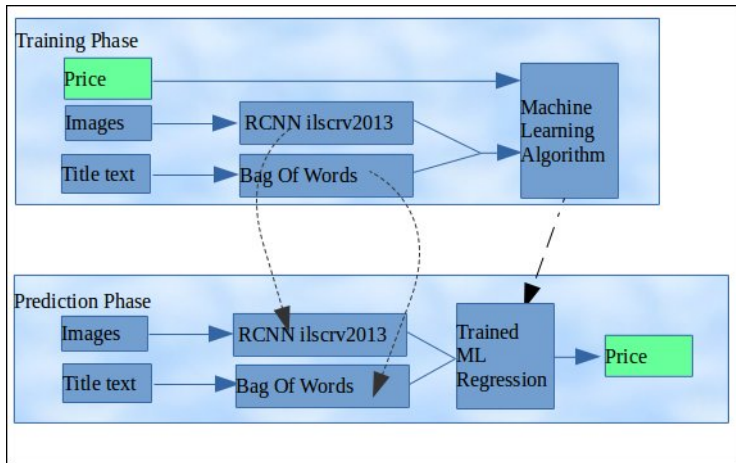 Training Phase
Price
Images
RCNN ilscrv2013
Title text
Bag Of Words
Machine
Learning
Algorithm
Prediction Phase
Images
RCNN ilscrv2013
Title text
Bag Of Words
Trained
ML
Regression
Price